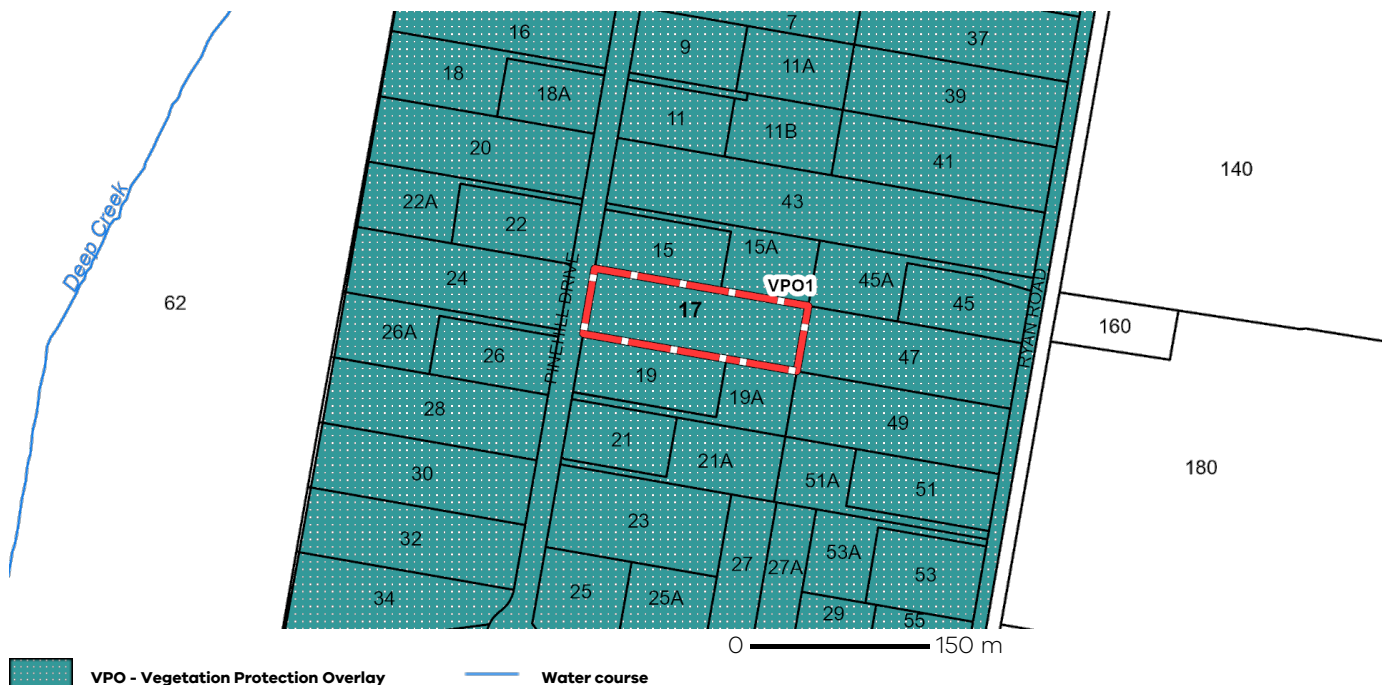 16
7
37
9
18
11A
18A
39
11
11B
20
41
140
Deep Creek
22A
43
22
15
15A
24
45A
VPO1
45
62
17
PINEHILL DRIVE
RYAN ROAD
160
26A
26
47
19
19A
28
49
21
21A
180
30
51A
51
23
32
53A
27
27A
53
25
25A
34
29
55
0 150 m
VPO - Vegetation Protection Overlay Water course